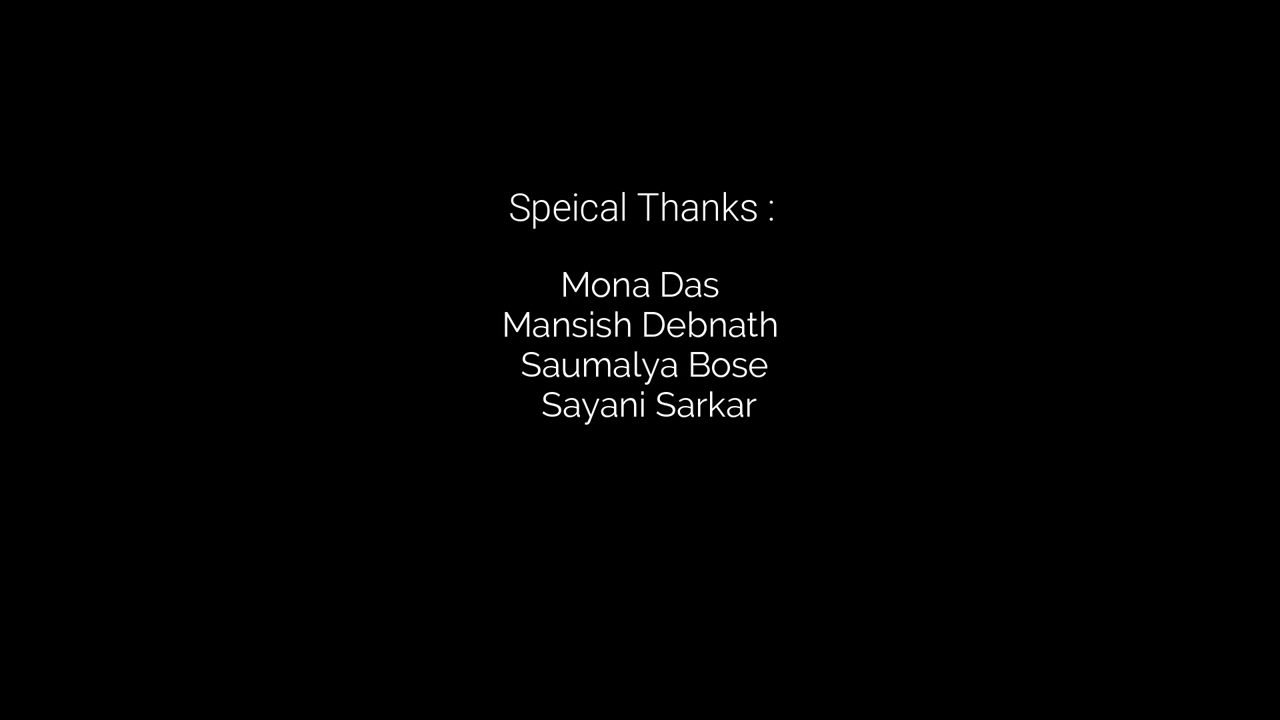 Speical Thanks :
Mona Das
Mansish Debnath
Saumalya Bose
Sayani Sarkar